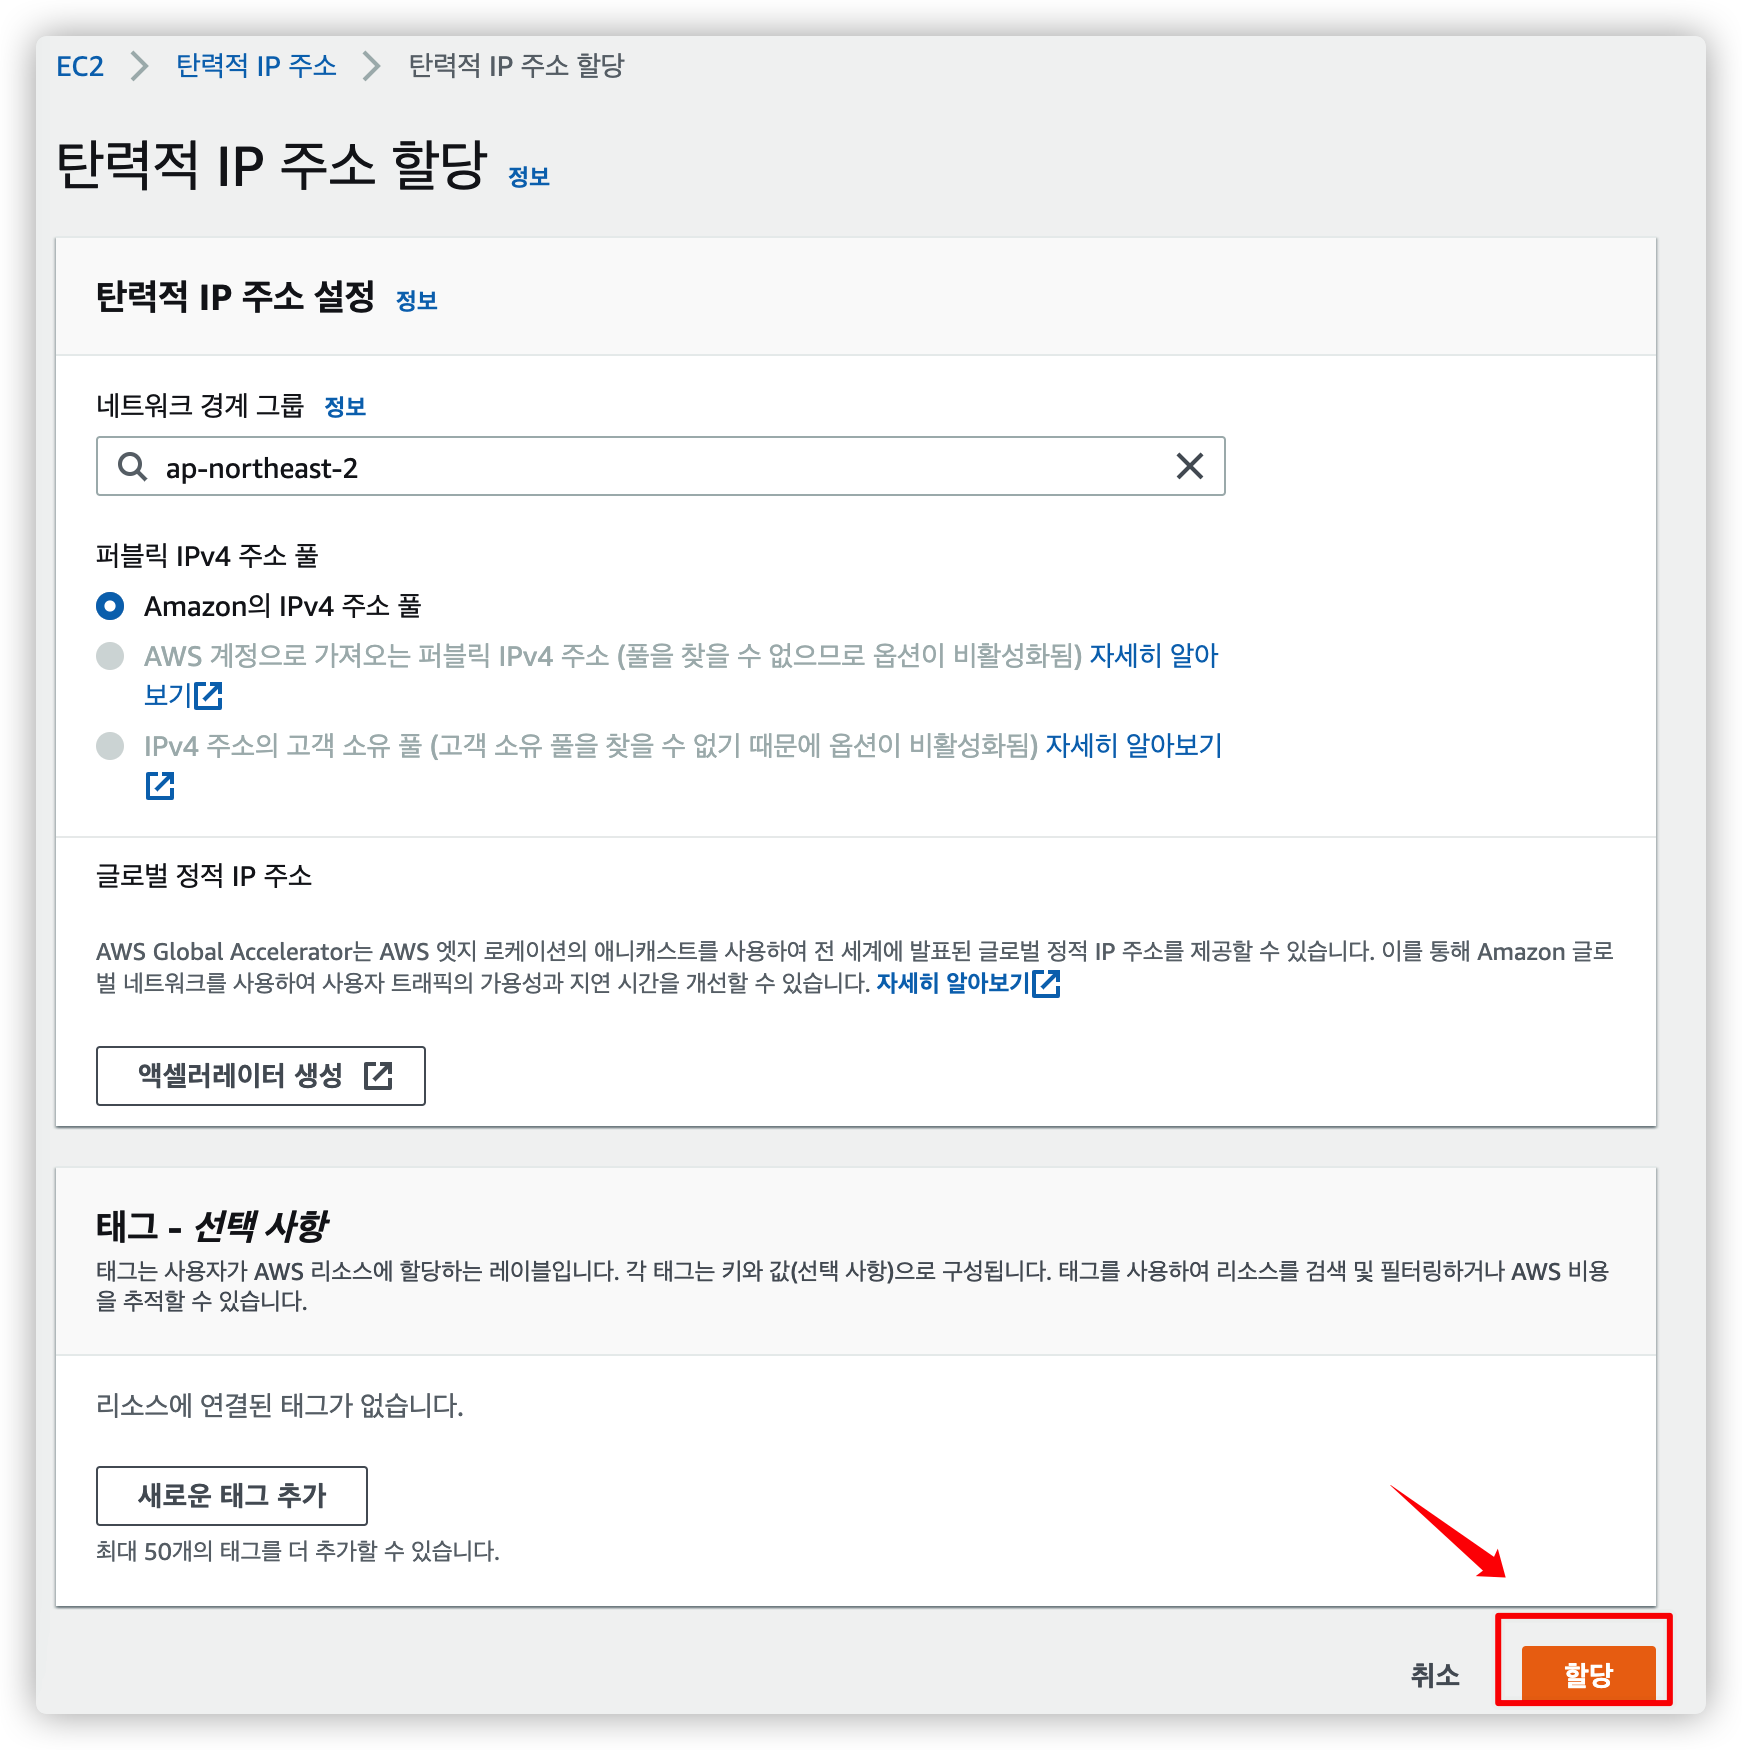 EC2 탄력적 IP 주소 탄력적 IP 주소 할당
탄력적 IP 주소 할당 정보
탄력적 IP 주소 설정 정보
네트워크 경계 그룹 정보
ap-northeast-2
퍼블릭 IPv4 주소 풀
Amazon의 IPv4 주소 풀
AWS 계정으로 가져오는 퍼블릭 IPv4 주소 (풀을 찾을 수 없으므로 옵션이 비활성화됨) 자세히 알아
보기
IPv4 주소의 고객 소유 풀 (고객 소유 풀을 찾을 수 없기 때문에 옵션이 비활성화됨) 자세히 알아보기
글로벌 정적 IP 주소
AWS Global Accelerator는 AWS 엣지 로케이션의 애니캐스트를 사용하여 전 세계에 발표된 글로벌 정적 IP 주소를 제공할 수 있습니다. 이를 통해 Amazon 글로
벌 네트워크를 사용하여 사용자 트래픽의 가용성과 지연 시간을 개선할 수 있습니다. 자세히 알아보기
액셀러레이터 생성
태그 - 선택 사항
태그는 사용자가 AWS 리소스에 할당하는 레이블입니다. 각 태그는 키와 값(선택 사항)으로 구성됩니다. 태그를 사용하여 리소스를 검색 및 필터링하거나 AWS 비용
을 추적할 수 있습니다.
리소스에 연결된 태그가 없습니다.
새로운 태그 추가
최대 50개의 태그를 더 추가할 수 있습니다.
취소 할당